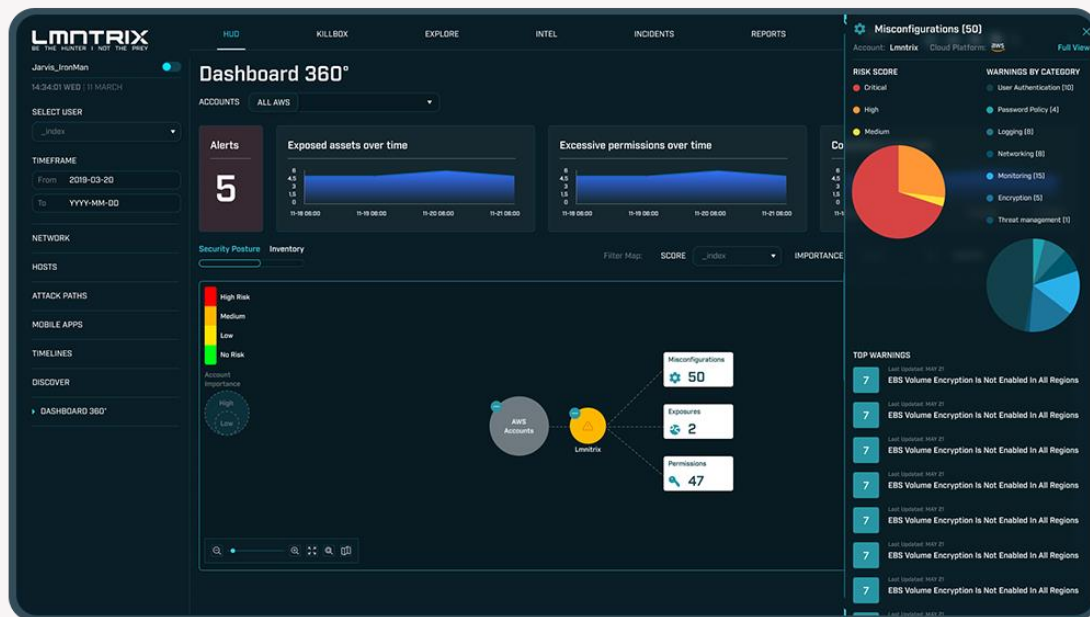 LMNTRIX
BE THE HUNTER | NOT THE PREY
Jarvis_IronMan
14:34:01 WED | 11 MARCH
SELECT USER
_index
TIMEFRAME
From 2019-03-20
To YYYY-MM-DD
NETWORK
HOSTS
ATTACK PATHS
MOBILE APPS
TIMELINES
DISCOVER
DASHBOARD 360°
HUD KILLBOX EXPLORE INTEL INCIDENTS REPORTS
Dashboard 360°
ACCOUNTS ALL AWS
Alerts
5
Exposed assets over time
6
4.5
3
1.5
0
11-18 06:00 11-19 06:00 11-20 06:00 11-21 06:00
Excessive permissions over time
6
4.5
3
1.5
0
11-18 06:00 11-19 06:00 11-20 06:00 11-21 06:00
Co
6
4.5
3
1.5
0
Security Posture Inventory
Filter Map: SCORE _index IMPORTANCE
High Risk
Medium
Low
No Risk
Account
Importance
High
Low
AWS
Accounts
Lmnitrix
Misconfigurations
50
Exposures
2
Permissions
47
Misconfigurations (50)
Account: Lmntrix Cloud Platform: aws Full View
RISK SCORE
Critical
High
Medium
WARNINGS BY CATEGORY
User Authentication (10)
Password Policy (4)
Logging (8)
Networking (8)
Monitoring (15)
Encryption (5)
Threat management (1)
TOP WARNINGS
Last Updated: MAY 21
7 EBS Volume Encryption Is Not Enabled In All Regions
Last Updated: MAY 21
7 EBS Volume Encryption Is Not Enabled In All Regions
Last Updated: MAY 21
7 EBS Volume Encryption Is Not Enabled In All Regions
Last Updated: MAY 21
7 EBS Volume Encryption Is Not Enabled In All Regions
Last Updated: MAY 21
7 EBS Volume Encryption Is Not Enabled In All Regions
Last Updated: MAY 21
7 EBS Volume Encryption Is Not Enabled In All Regions
Last Updated: MAY 21
7 EBS Volume Encryption Is Not Enabled In All Regions
Last Updated: MAY 21